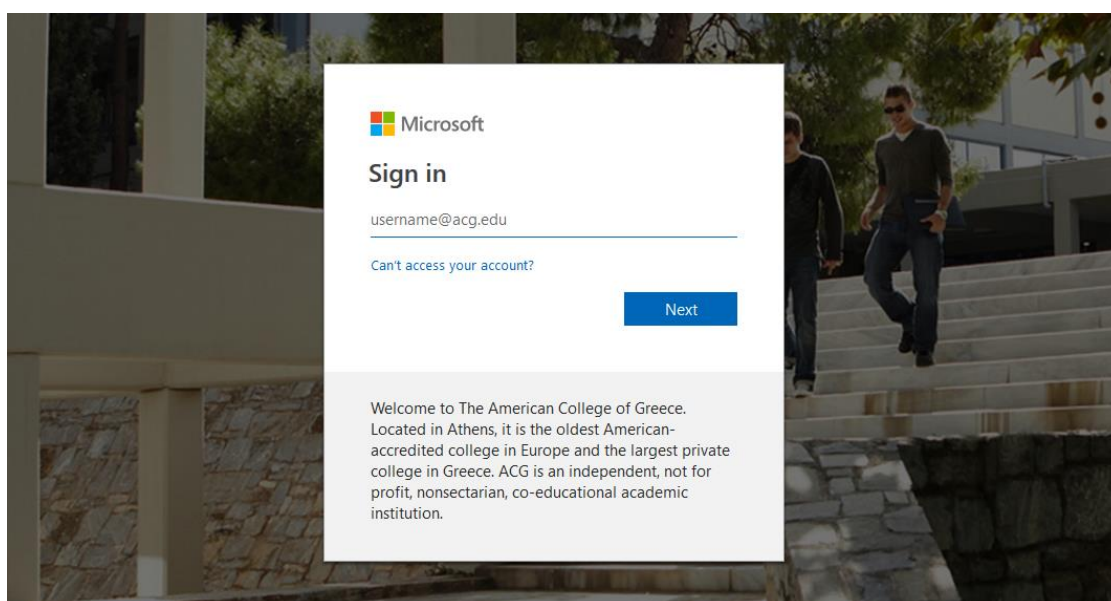 Microsoft
Sign in
username@acg.edu
Can't access your account?
Next
Welcome to The American College of Greece.
Located in Athens, it is the oldest American-
accredited college in Europe and the largest private
college in Greece. ACG is an independent, not for
profit, nonsectarian, co-educational academic
institution.